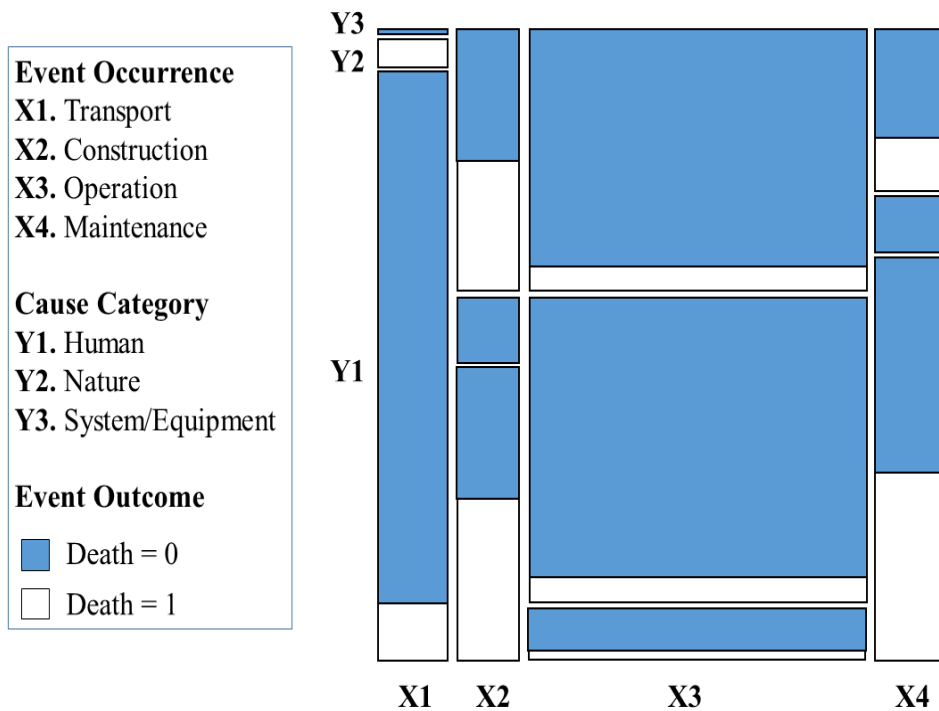 Event Occurrence
X1. Transport
X2. Construction
X3. Operation
X4. Maintenance
Cause Category
Y1. Human
Y2. Nature
Y3. System/Equipment
Event Outcome
Death = 0
Death = 1
Y3
Y2
Y1
X1 X2 X3 X4